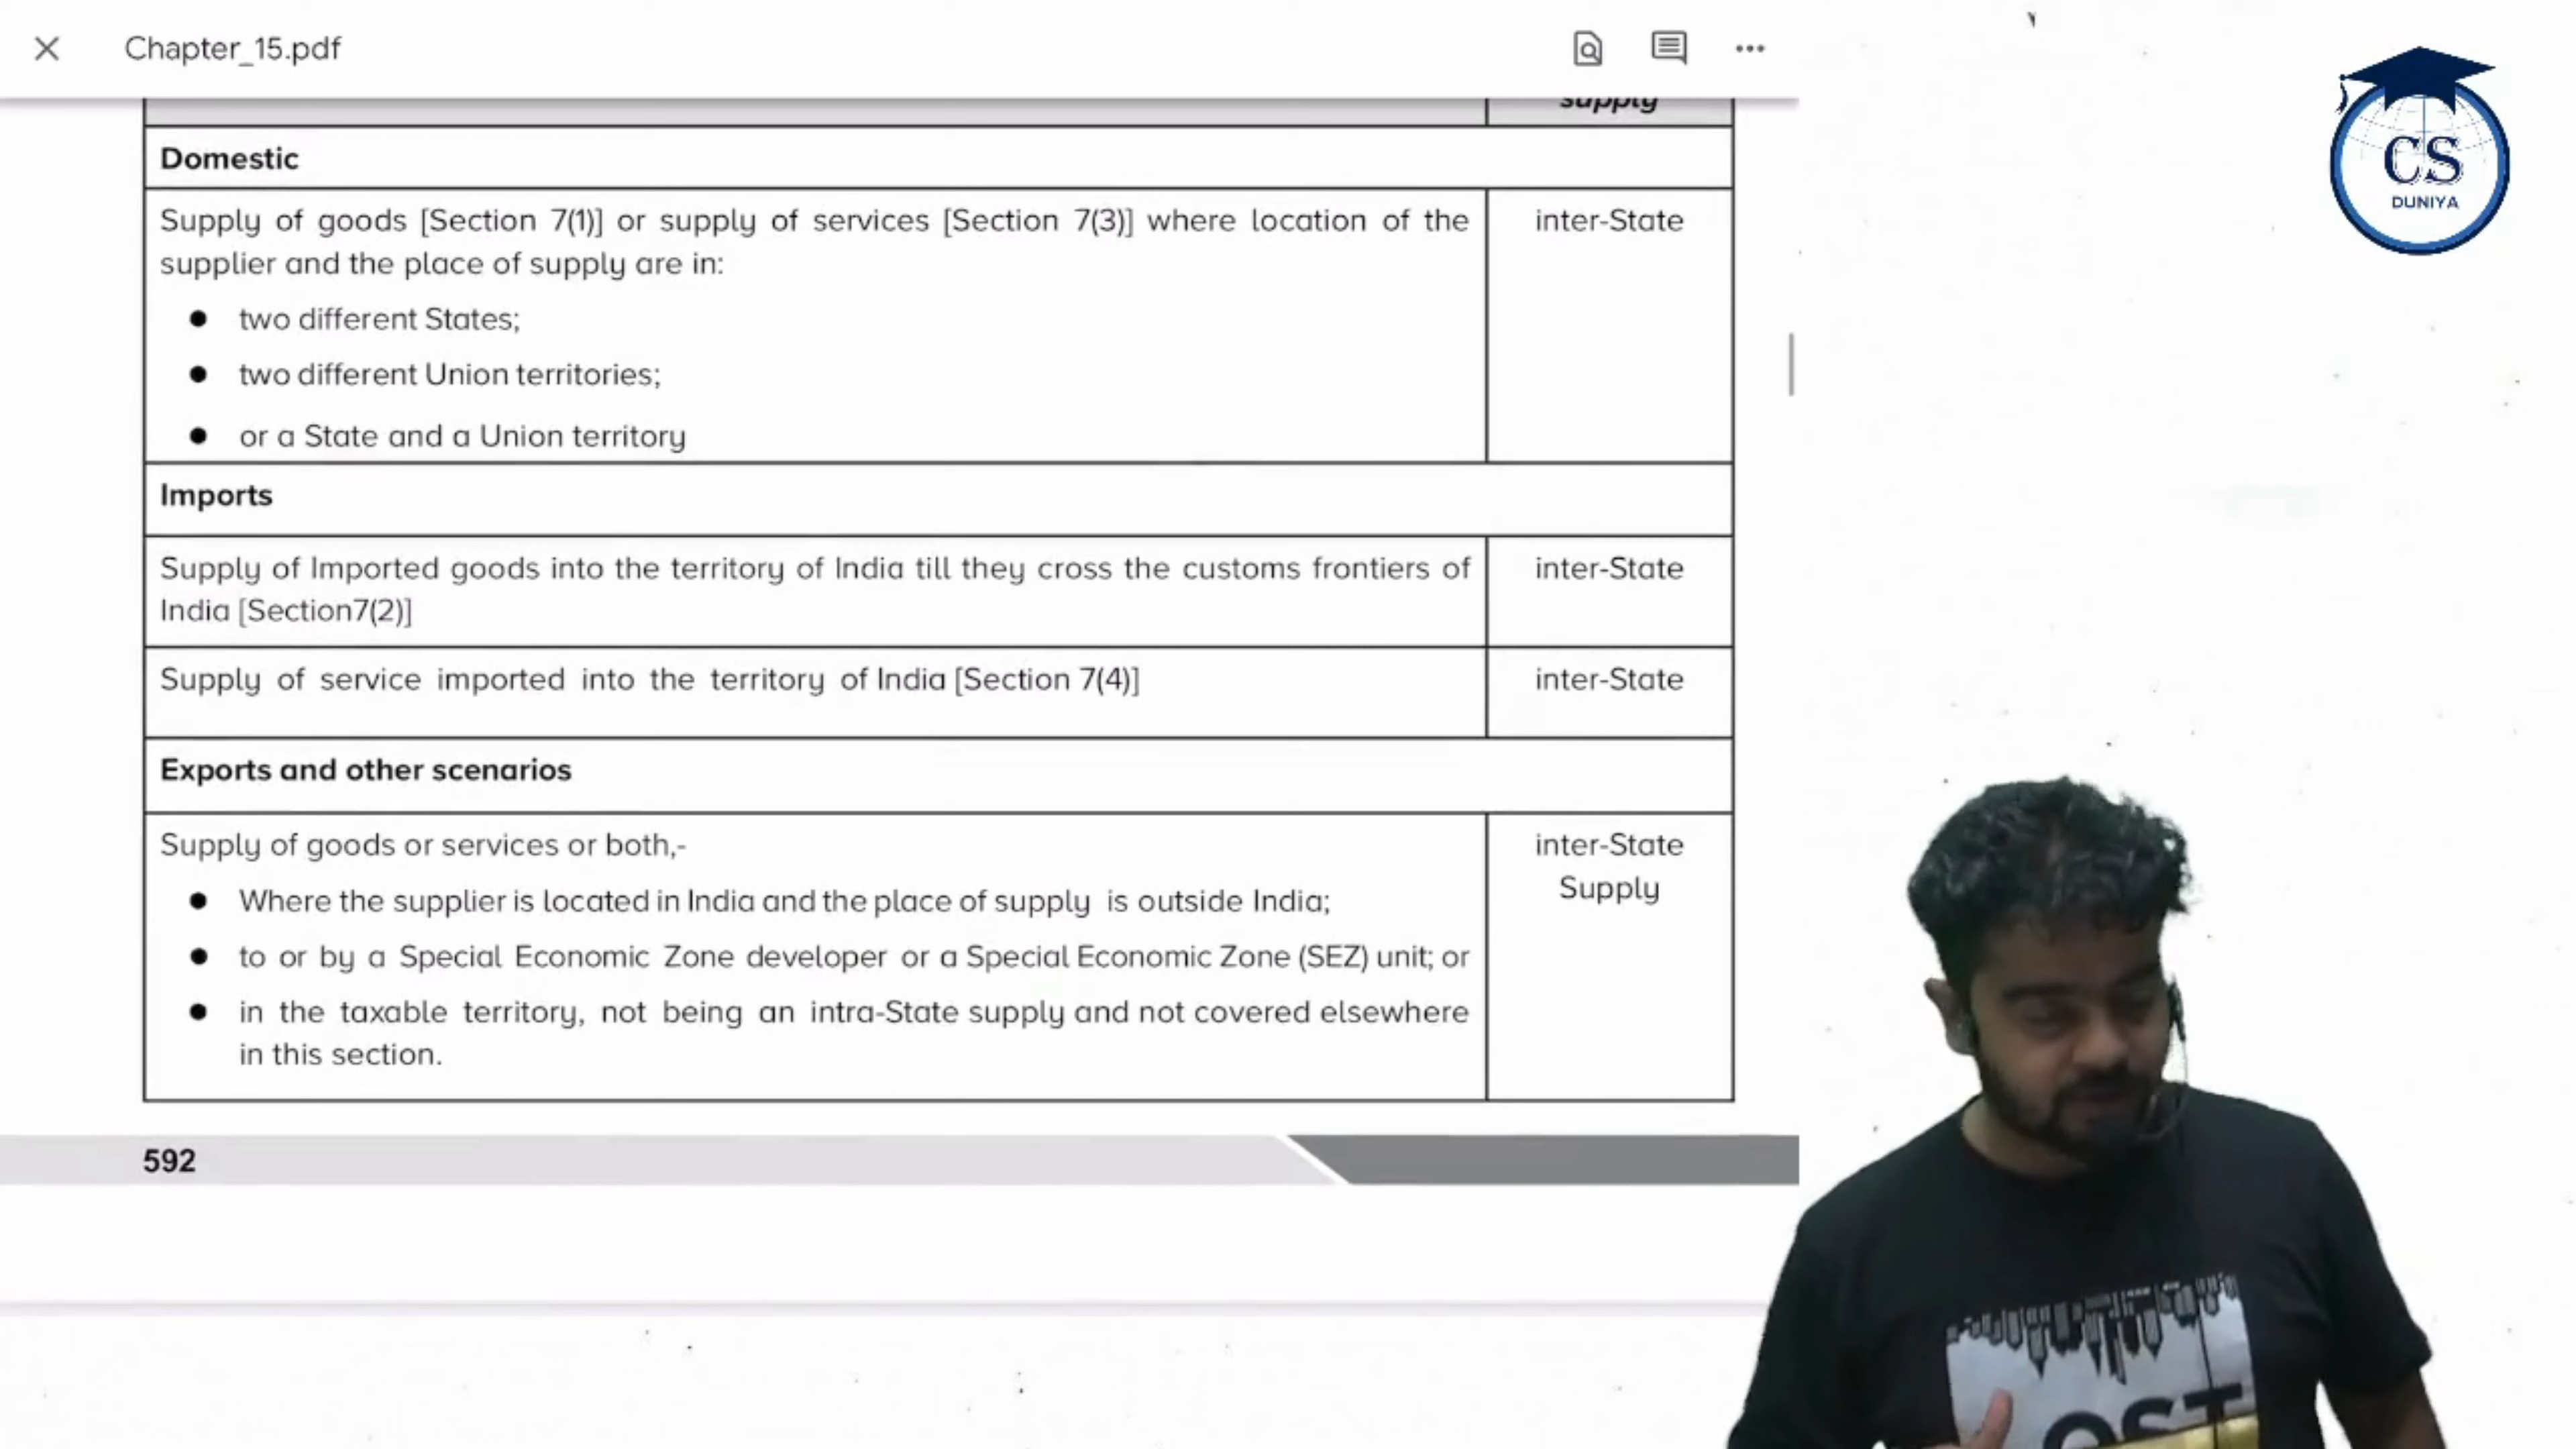 Chapter_15.pdf
supply
CS
DUNIYA
Domestic
Supply of goods [Section 7(1)] or supply of services [Section 7(3)] where location of the
supplier and the place of supply are in:
inter-State
● two different States;
● two different Union territories;
● or a State and a Union territory
Imports
Supply of Imported goods into the territory of India till they cross the customs frontiers of
India [Section7(2)]
inter-State
Supply of service imported into the territory of India [Section 7(4)]
inter-State
Exports and other scenarios
Supply of goods or services or both,-
inter-State
Supply
● Where the supplier is located in India and the place of supply is outside India;
● to or by a Special Economic Zone developer or a Special Economic Zone (SEZ) unit; or
● in the taxable territory, not being an intra-State supply and not covered elsewhere
in this section.
592